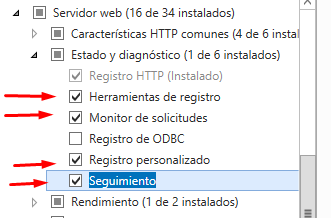 Servidor web (16 de 34 instalados)
Características HTTP comunes (4 de 6 instal
Estado y diagnóstico (1 de 6 instalados)
Registro HTTP (Instalado)
Herramientas de registro
Monitor de solicitudes
Registro de ODBC
Registro personalizado
Seguimiento
Rendimiento (1 de 2 instalados)